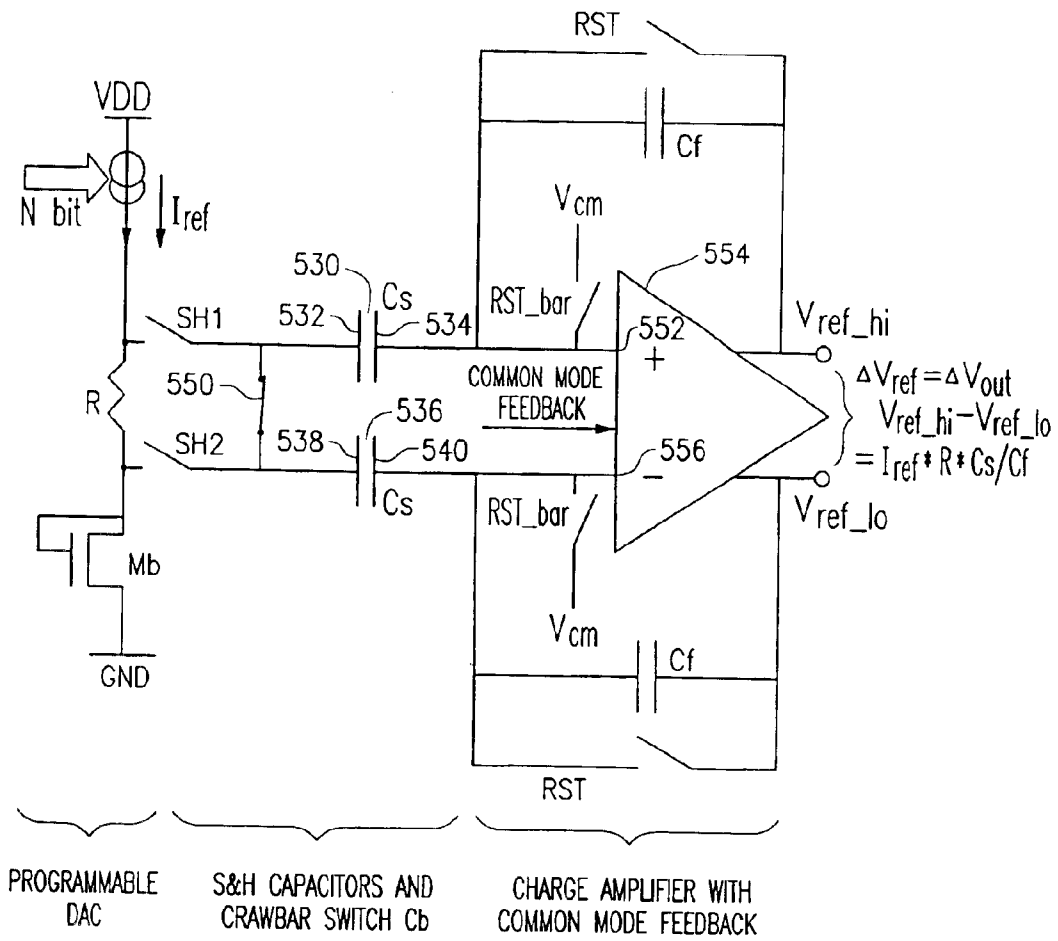 RST
VDD
Cf
N bit
Iref
Vcm
530
554
Cs
RST_bar
SH1
532
534
552
Vref_hi
+
COMMON MODE
FEEDBACK
ΔVref = ΔVout
Vref_hi-Vref_lo
= Iref* R* Cs/Cf
R
550
536
SH2
538
540
556
-
Cs
RST_bar
Vref_lo
Mb
Vcm
Cf
GND
RST
PROGRAMMABLE
DAC
S&H CAPACITORS AND
CRAWBAR SWITCH Cb
CHARGE AMPLIFIER WITH
COMMON MODE FEEDBACK